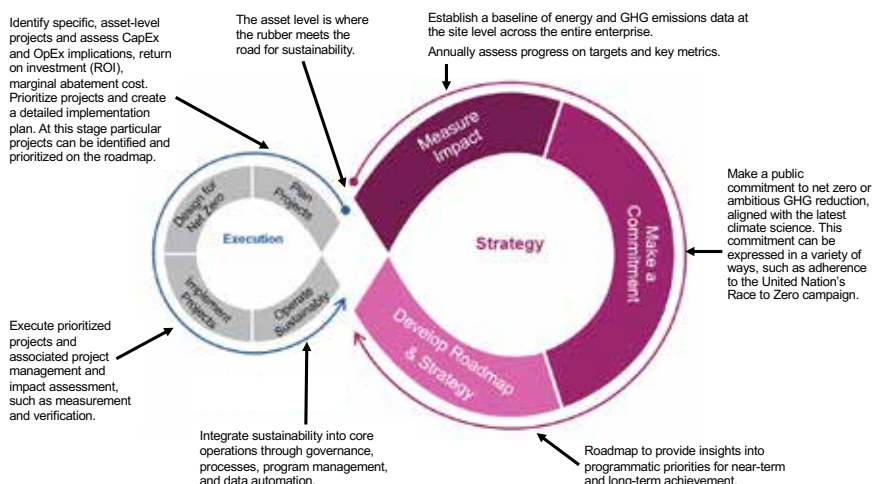 Identify specific, asset-level
projects and assess CapEx
and OpEx implications, return
on investment (ROI),
marginal abatement cost.
Prioritize projects and create
a detailed implementation
plan. At this stage particular
projects can be identified and
prioritized on the roadmap.
The asset level is where
the rubber meets the
road for sustainability.
Establish a baseline of energy and GHG emissions data at
the site level across the entire enterprise.
Annually assess progress on targets and key metrics.
Measure
Impact
Make a
Commitment
Develop Roadmap
& Strategy
Strategy
Plan
Projects
Design for
Net Zero
Implement
Projects
Operate
Sustainably
Execution
Make a public
commitment to net zero or
ambitious GHG reduction,
aligned with the latest
climate science. This
commitment can be
expressed in a variety of
ways, such as adherence
to the United Nation's
Race to Zero campaign.
Execute prioritized
projects and
associated project
management and
impact assessment,
such as measurement
and verification.
Integrate sustainability into core
operations through governance,
processes, program management,
and data automation.
Roadmap to provide insights into
programmatic priorities for near-term
and long-term achievement.